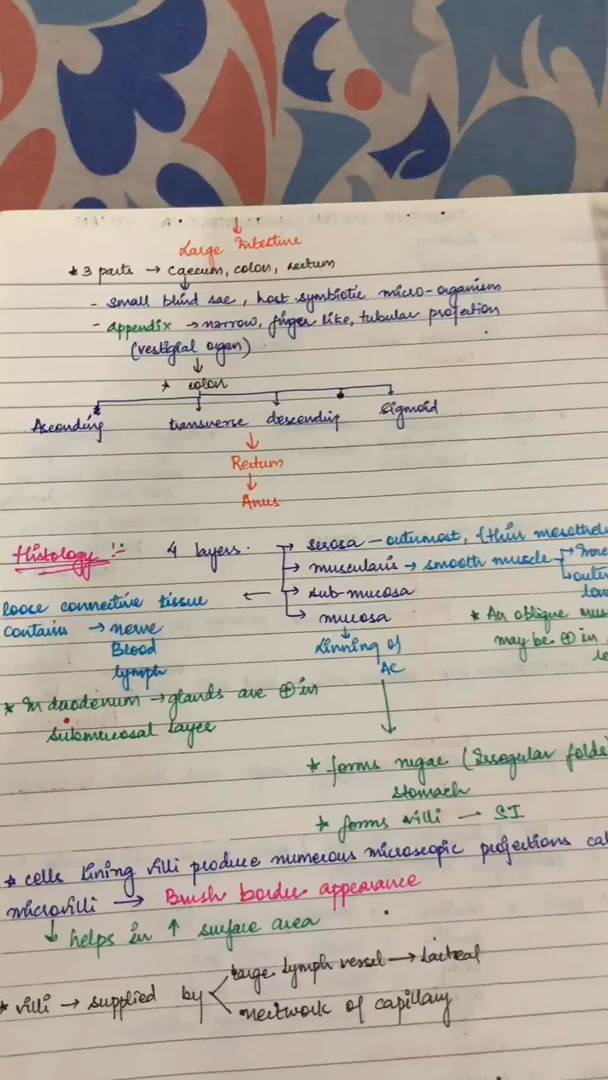 ↓
Large Intestine
* 3 parts → caecum, colon, rectum
- small blind sac, host symbiotic micro-organism
- appendix → narrow, finger like, tubular projection
(vestigial organ)
↓
* colon
Ascending transverse descending sigmoid
↓
Rectum
↓
Anus
Histology :- 4 layers. → serosa - outermost, (thin mesothel
→ muscularis → smooth muscle
loose connective tissue ← → sub-mucosa
contains → nerve → mucosa
Blood ↓ Linning of
lymph AC
* An oblique mus
may be ⊕ in
* In duodenum → glands are ⊕ in
submucosal layer
* forms rugae (Irregular folds
stomach
* forms villi → SI
* cells lining villi produce numerous microscopic projections cal
microvilli → Brush border appearance
↓ helps in ↑ surface area
* villi → supplied by < large lymph vessel → Lacteal
network of capillary